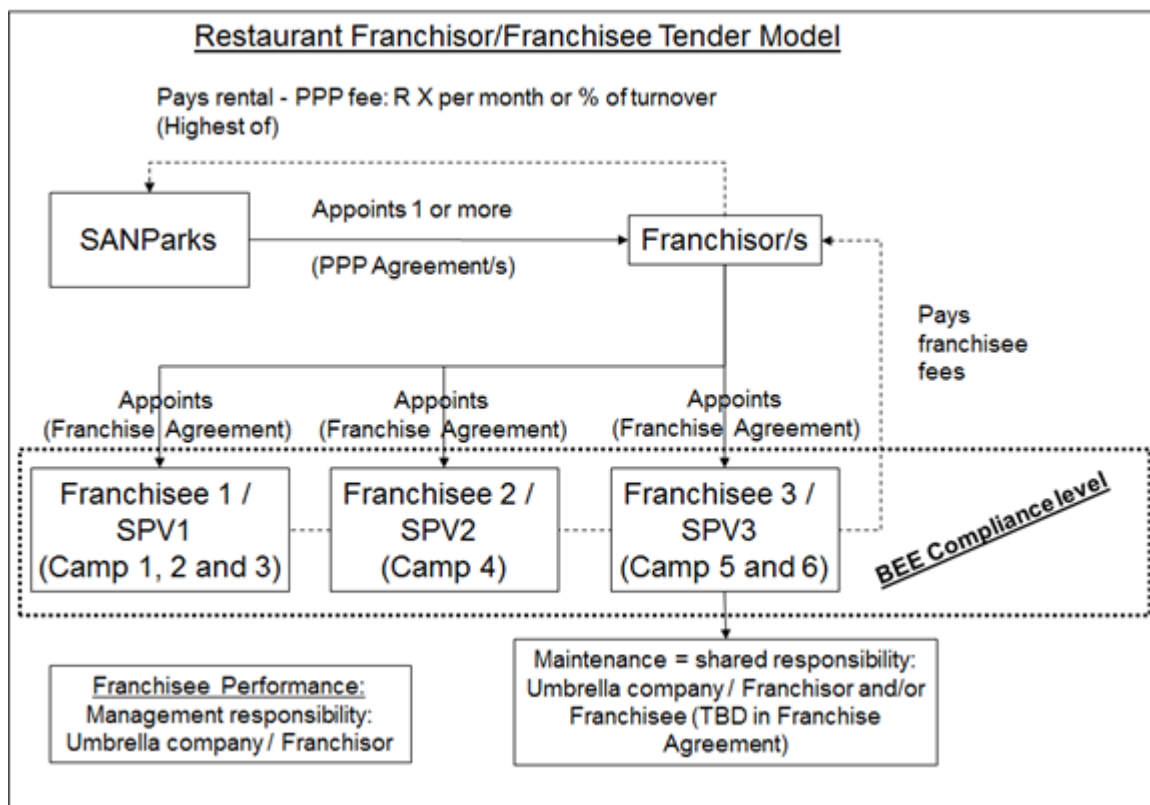 Restaurant Franchisor/Franchisee Tender Model
Pays rental - PPP fee: R X per month or % of turnover
(Highest of)
SANParks
Appoints 1 or more
(PPP Agreement/s)
Franchisor/s
Pays
franchisee
fees
Appoints
(Franchise Agreement)
Appoints
(Franchise Agreement)
Appoints
(Franchise Agreement)
Franchisee 1 /
SPV1
(Camp 1, 2 and 3)
Franchisee 2 /
SPV2
(Camp 4)
Franchisee 3 /
SPV3
(Camp 5 and 6)
BEE Compliance level
Franchisee Performance:
Management responsibility:
Umbrella company / Franchisor
Maintenance = shared responsibility:
Umbrella company / Franchisor and/or
Franchisee (TBD in Franchise
Agreement)